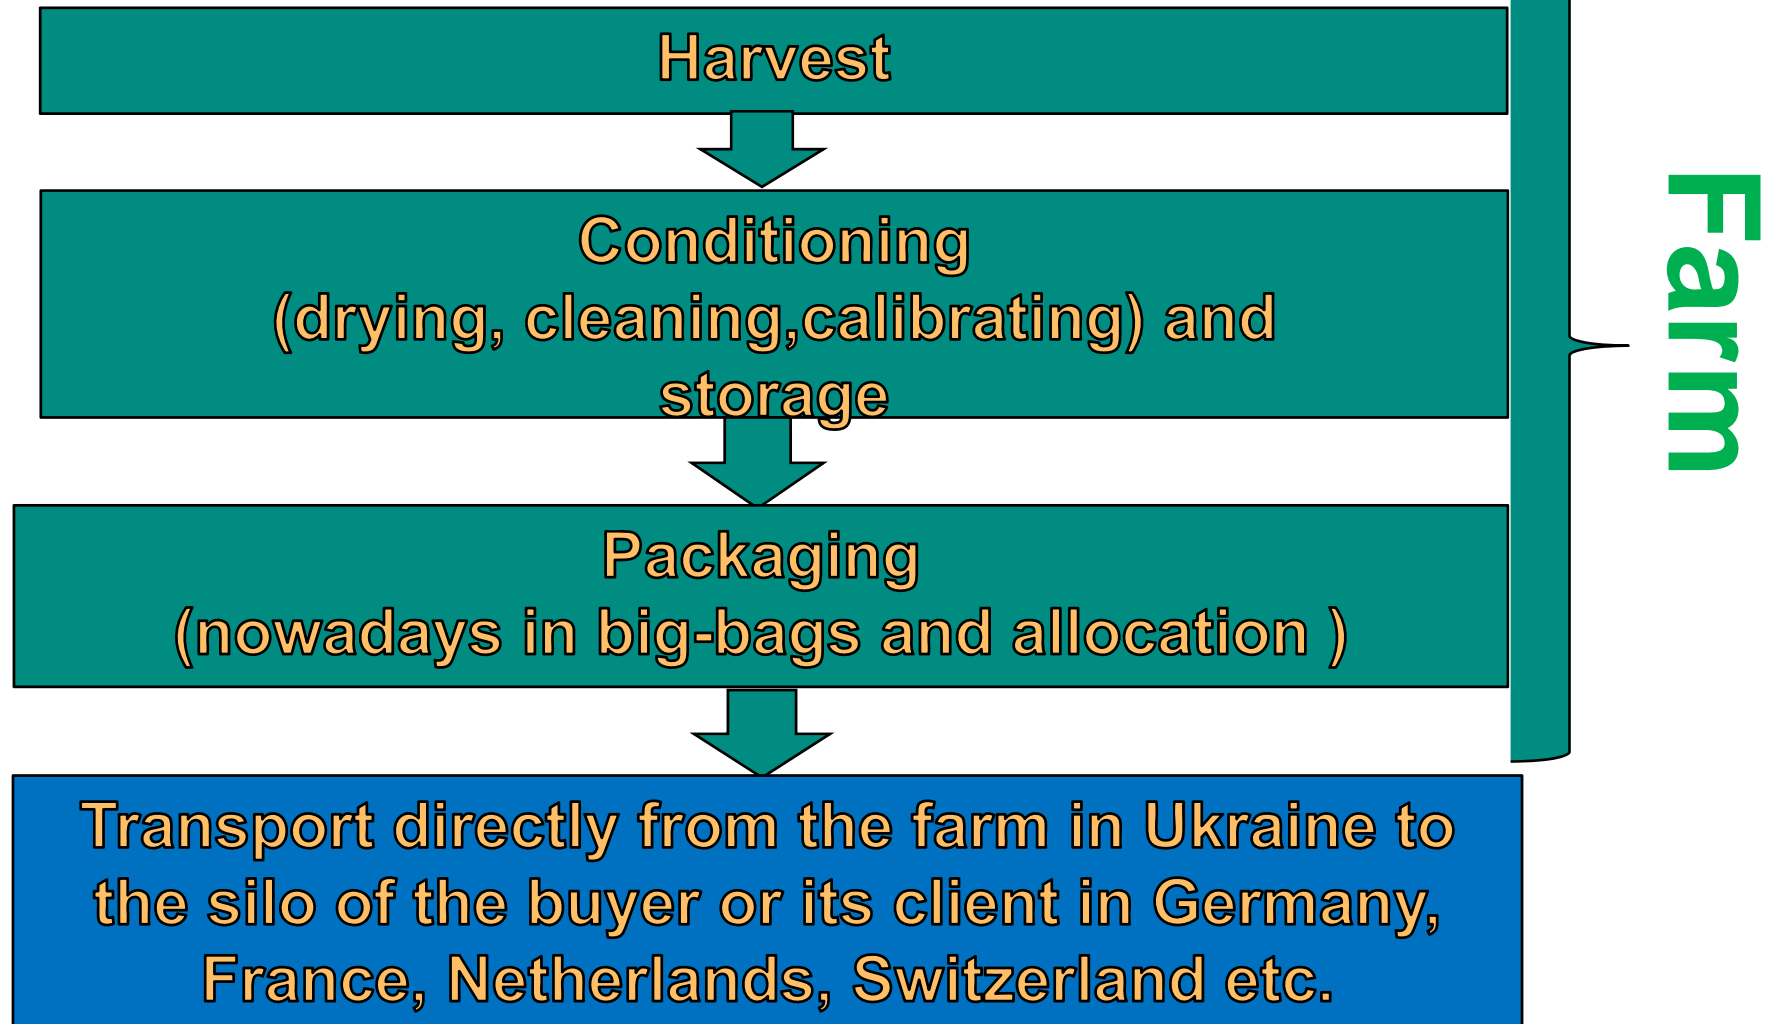 Harvest
Conditioning
(drying, cleaning,calibrating) and
storage
Packaging
(nowadays in big-bags and allocation )
Transport directly from the farm in Ukraine to
the silo of the buyer or its client in Germany,
France, Netherlands, Switzerland etc.
Farm